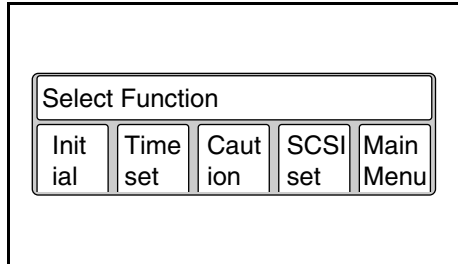 Select Function
Init
ial
Time
set
Caut
ion
SCSI
set
Main
Menu